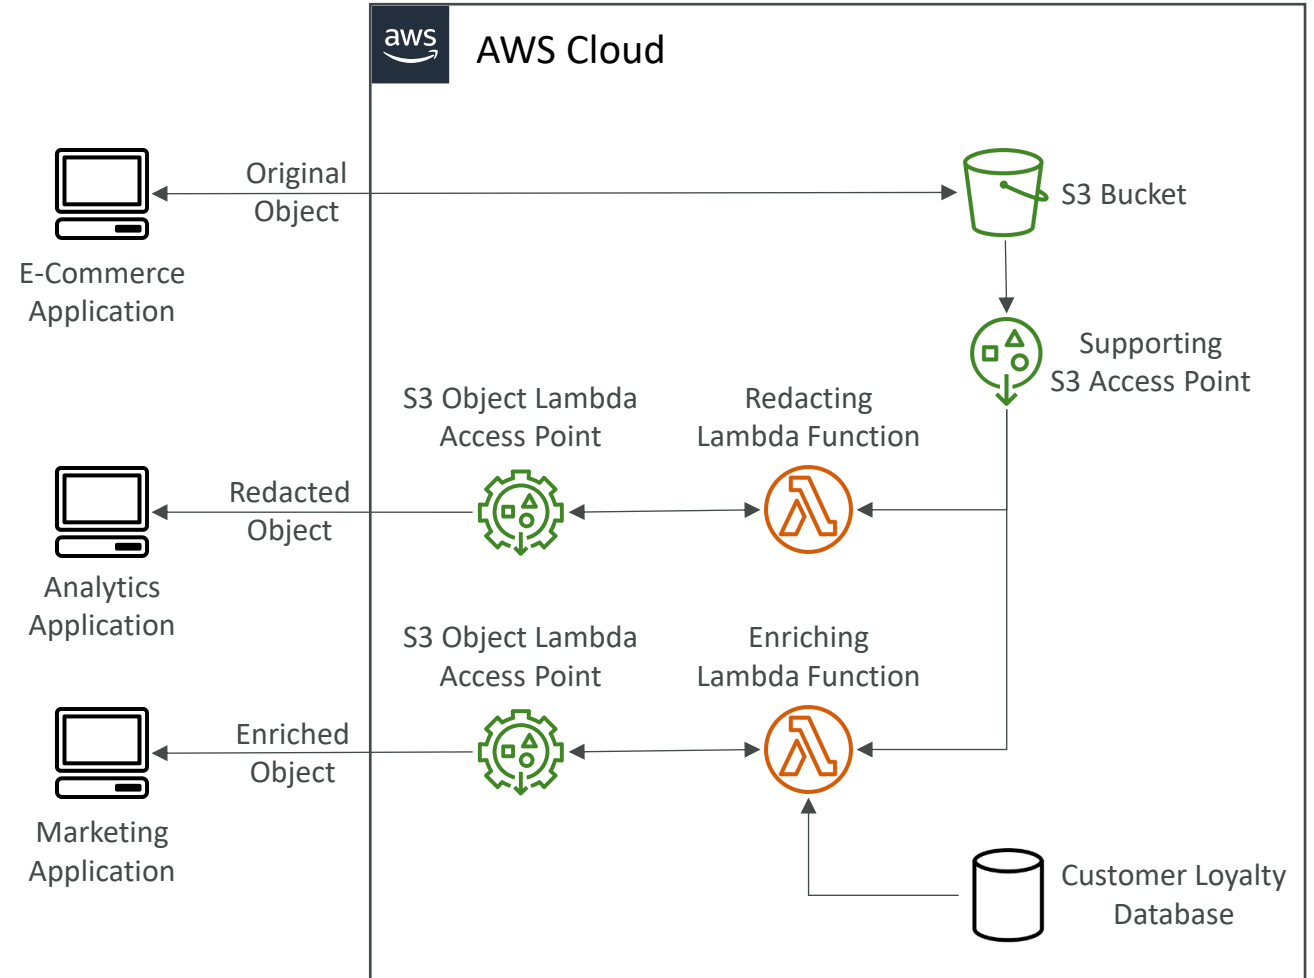 aws
AWS Cloud
Original
Object
S3 Bucket
E-Commerce
Application
Supporting
S3 Access Point
S3 Object Lambda
Access Point
Redacting
Lambda Function
Redacted
Object
Analytics
Application
S3 Object Lambda
Access Point
Enriching
Lambda Function
Enriched
Object
Marketing
Application
Customer Loyalty
Database